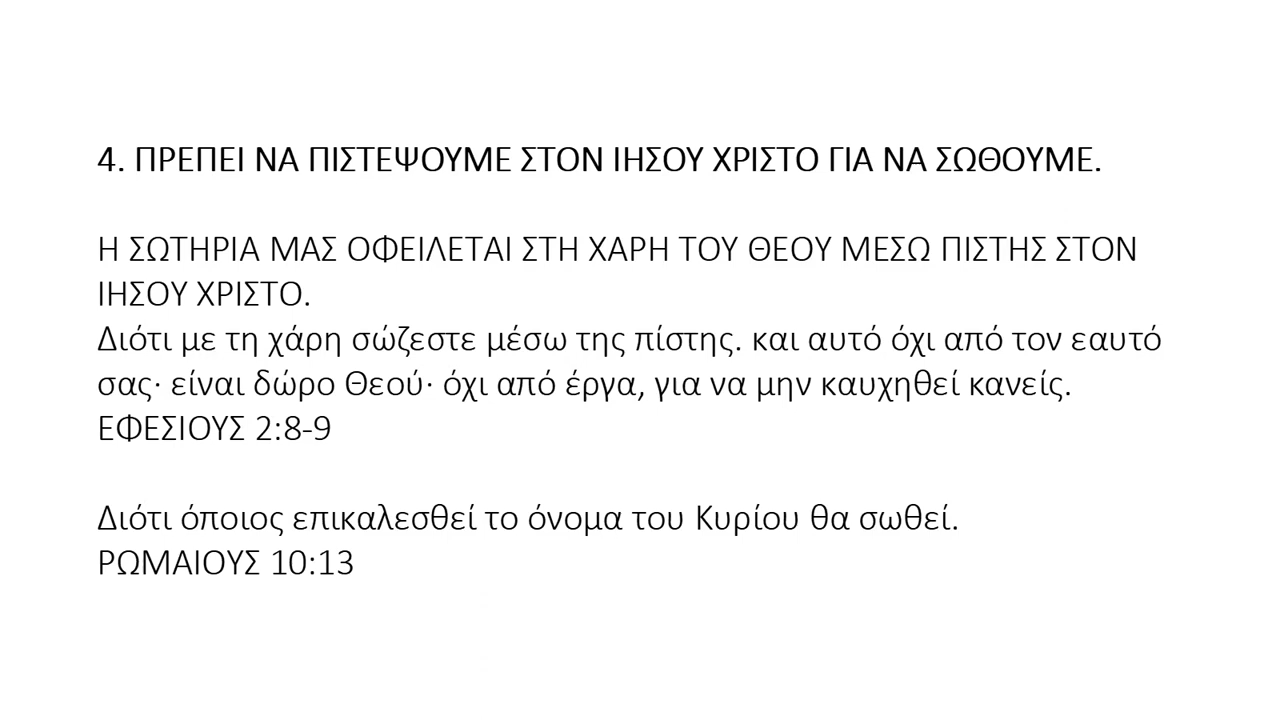 4. ΠΡΕΠΕΙ ΝΑ ΠΙΣΤΕΨΟΥΜΕ ΣΤΟΝ ΙΗΣΟΥ ΧΡΙΣΤΟ ΓΙΑ ΝΑ ΣΩΘΟΥΜΕ.
Η ΣΩΤΗΡΙΑ ΜΑΣ ΟΦΕΙΛΕΤΑΙ ΣΤΗ ΧΑΡΗ ΤΟΥ ΘΕΟΥ ΜΕΣΩ ΠΙΣΤΗΣ ΣΤΟΝ
ΙΗΣΟΥ ΧΡΙΣΤΟ.
Διότι με τη χάρη σώζεστε μέσω της πίστης. και αυτό όχι από τον εαυτό
σας· είναι δώρο Θεού· όχι από έργα, για να μην καυχηθεί κανείς.
ΕΦΕΣΙΟΥΣ 2:8-9
Διότι όποιος επικαλεσθεί το όνομα του Κυρίου θα σωθεί.
ΡΩΜΑΙΟΥΣ 10:13